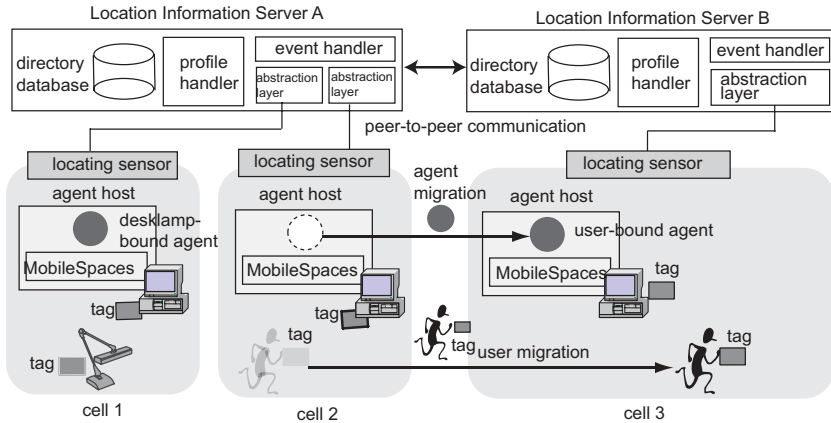 Location Information Server A
Location Information Server B
directory
database
profile
handler
event handler
abstraction
layer
abstraction
layer
directory
database
profile
handler
event handler
abstraction
layer
peer-to-peer communication
locating sensor
locating sensor
locating sensor
agent host
desklamp-
bound agent
MobileSpaces
tag
tag
cell 1
agent host
MobileSpaces
tag
cell 2
agent
migration
agent host
user-bound agent
MobileSpaces
tag
tag
tag
user migration
tag
cell 3